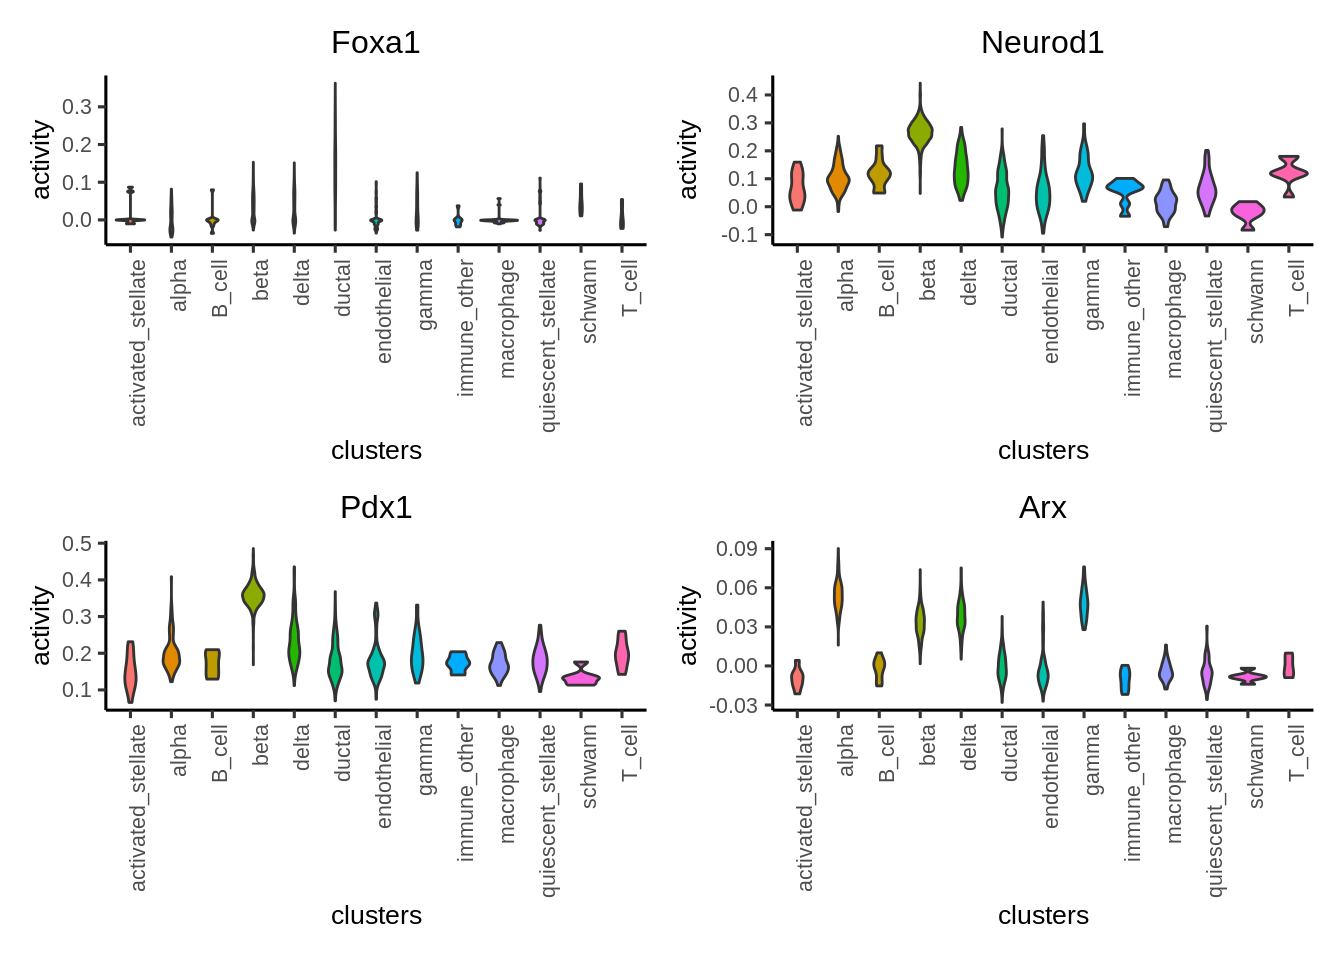 Foxa1
activity
0.3
0.2
0.1
0.0
activated_stellate
alpha
B_cell
beta
delta
ductal
endothelial
gamma
immune_other
macrophage
quiescent_stellate
schwann
T_cell
clusters
Neurod1
activity
0.4
0.3
0.2
0.1
0.0
-0.1
activated_stellate
alpha
B_cell
beta
delta
ductal
endothelial
gamma
immune_other
macrophage
quiescent_stellate
schwann
T_cell
clusters
Pdx1
activity
0.5
0.4
0.3
0.2
0.1
activated_stellate
alpha
B_cell
beta
delta
ductal
endothelial
gamma
immune_other
macrophage
quiescent_stellate
schwann
T_cell
clusters
Arx
activity
0.09
0.06
0.03
0.00
-0.03
activated_stellate
alpha
B_cell
beta
delta
ductal
endothelial
gamma
immune_other
macrophage
quiescent_stellate
schwann
T_cell
clusters